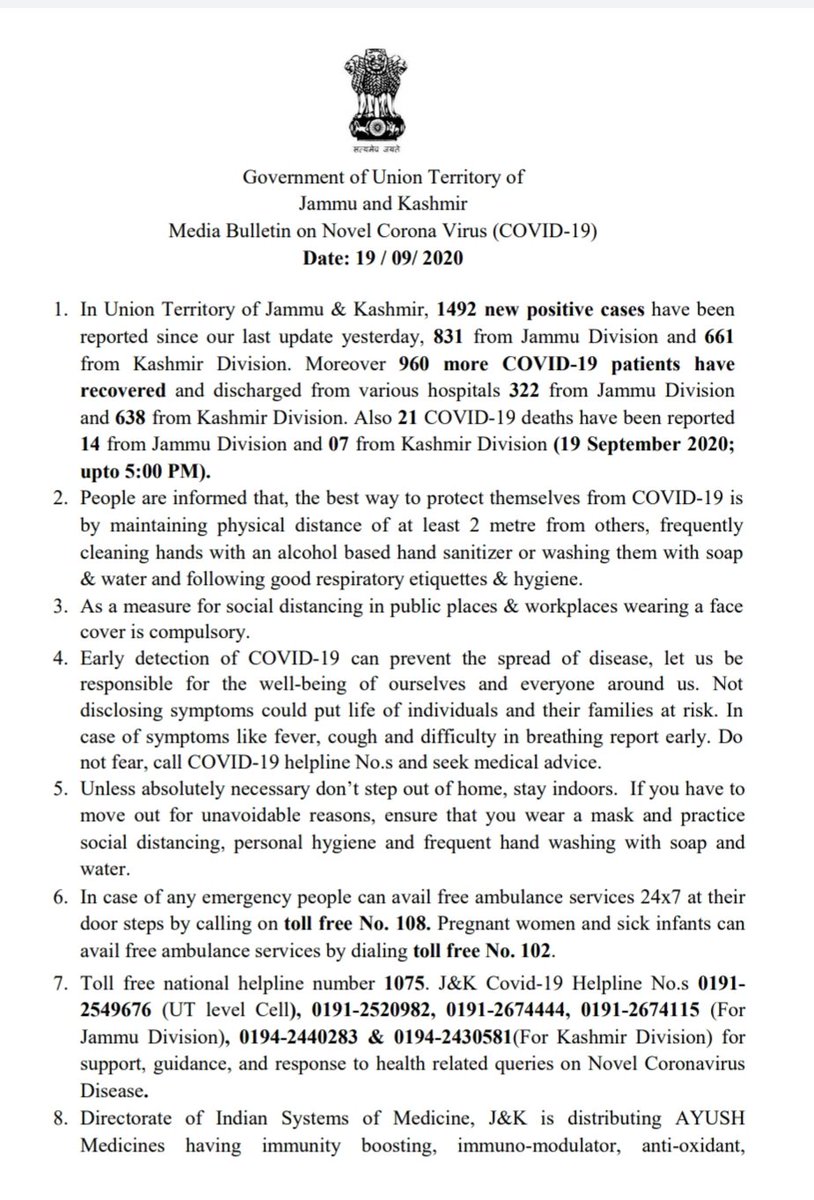 सत्यमेव जयते
Government of Union Territory of
Jammu and Kashmir
Media Bulletin on Novel Corona Virus (COVID-19)
Date: 19 / 09/ 2020
1. In Union Territory of Jammu & Kashmir, 1492 new positive cases have been
reported since our last update yesterday, 831 from Jammu Division and 661
from Kashmir Division. Moreover 960 more COVID-19 patients have
recovered and discharged from various hospitals 322 from Jammu Division
and 638 from Kashmir Division. Also 21 COVID-19 deaths have been reported
14 from Jammu Division and 07 from Kashmir Division (19 September 2020;
upto 5:00 PM).
2. People are informed that, the best way to protect themselves from COVID-19 is
by maintaining physical distance of at least 2 metre from others, frequently
cleaning hands with an alcohol based hand sanitizer or washing them with soap
& water and following good respiratory etiquettes & hygiene.
3. As a measure for social distancing in public places & workplaces wearing a face
cover is compulsory.
4. Early detection of COVID-19 can prevent the spread of disease, let us be
responsible for the well-being of ourselves and everyone around us. Not
disclosing symptoms could put life of individuals and their families at risk. In
case of symptoms like fever, cough and difficulty in breathing report early. Do
not fear, call COVID-19 helpline No.s and seek medical advice.
5. Unless absolutely necessary don’t step out of home, stay indoors. If you have to
move out for unavoidable reasons, ensure that you wear a mask and practice
social distancing, personal hygiene and frequent hand washing with soap and
water.
6. In case of any emergency people can avail free ambulance services 24x7 at their
door steps by calling on toll free No. 108. Pregnant women and sick infants can
avail free ambulance services by dialing toll free No. 102.
7. Toll free national helpline number 1075. J&K Covid-19 Helpline No.s 0191-
2549676 (UT level Cell), 0191-2520982, 0191-2674444, 0191-2674115 (For
Jammu Division), 0194-2440283 & 0194-2430581(For Kashmir Division) for
support, guidance, and response to health related queries on Novel Coronavirus
Disease.
8. Directorate of Indian Systems of Medicine, J&K is distributing AYUSH
Medicines having immunity boosting, immuno-modulator, anti-oxidant,